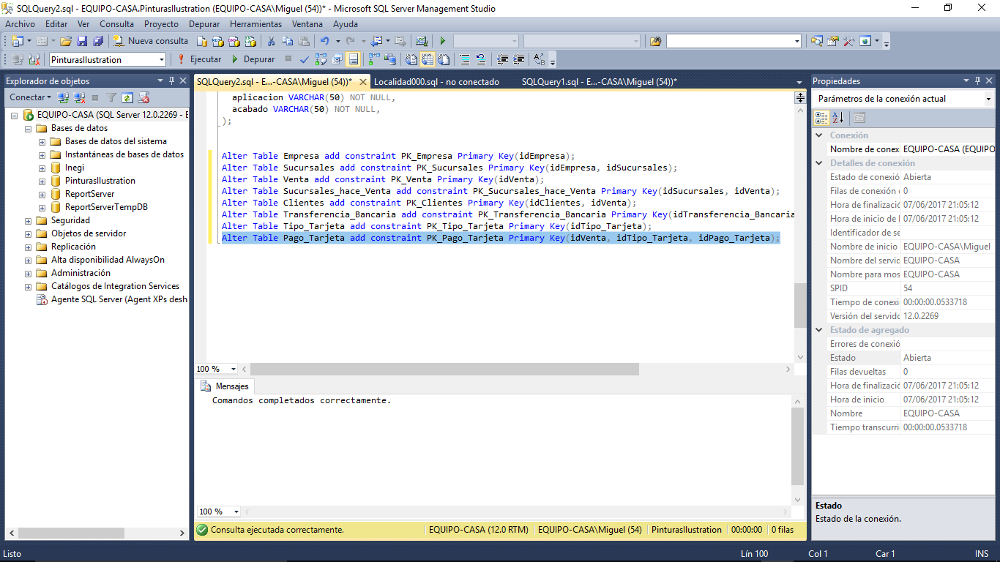 SQLQuery2.sql - EQUIPO-CASA.PinturasIlustration (EQUIPO-CASA\Miguel (54))* - Microsoft SQL Server Management Studio
Archivo Editar Ver Consulta Proyecto Depurar Herramientas Ventana Ayuda
Nueva consulta
PinturasIlustration Ejecutar Depurar
Explorador de objetos
Conectar
EQUIPO-CASA (SQL Server 12.0.2269 - E
Bases de datos
Bases de datos del sistema
Instantáneas de bases de datos
Inegi
PinturasIlustration
ReportServer
ReportServerTempDB
Seguridad
Objetos de servidor
Replicación
Alta disponibilidad AlwaysOn
Administración
Catálogos de Integration Services
Agente SQL Server (Agent XPs desh
SQLQuery2.sql - E...-CASA\Miguel (54))* Localidad000.sql - no conectado SQLQuery1.sql - E...-CASA\Miguel (54))*
aplicacion VARCHAR(50) NOT NULL,
acabado VARCHAR(50) NOT NULL,
);
Alter Table Empresa add constraint PK_Empresa Primary Key(idEmpresa);
Alter Table Sucursales add constraint PK_Sucursales Primary Key(idEmpresa, idSucursales);
Alter Table Venta add constraint PK_Venta Primary Key(idVenta);
Alter Table Sucursales_hace_Venta add constraint PK_Sucursales_hace_Venta Primary Key(idSucursales, idVenta);
Alter Table Clientes add constraint PK_Clientes Primary Key(idClientes, idVenta);
Alter Table Transferencia_Bancaria add constraint PK_Transferencia_Bancaria Primary Key(idTransferencia_Bancaria
Alter Table Tipo_Tarjeta add constraint PK_Tipo_Tarjeta Primary Key(idTipo_Tarjeta);
Alter Table Pago_Tarjeta add constraint PK_Pago_Tarjeta Primary Key(idVenta, idTipo_Tarjeta, idPago_Tarjeta);
100 %
Mensajes
Comandos completados correctamente.
100 %
Consulta ejecutada correctamente. EQUIPO-CASA (12.0 RTM) EQUIPO-CASA\Miguel (54) PinturasIlustration 00:00:00 0 filas
Propiedades
Parámetros de la conexión actual
Conexión
Nombre de conex EQUIPO-CASA (EQUIPO
Detalles de conexión
Estado de conexió Abierta
Filas de conexión 0
Hora de finalizació 07/06/2017 21:05:12
Hora de inicio de l 07/06/2017 21:05:12
Identificador de se
Nombre de inicio EQUIPO-CASA\Miguel
Nombre del servid EQUIPO-CASA
Nombre para mos EQUIPO-CASA
SPID 54
Tiempo de conexi 00:00:00.0533718
Versión del servido 12.0.2269
Estado de agregado
Errores de conexió
Estado Abierta
Filas devueltas 0
Hora de finalizació 07/06/2017 21:05:12
Hora de inicio 07/06/2017 21:05:12
Nombre EQUIPO-CASA
Tiempo transcurri 00:00:00.0533718
Estado
Estado de la conexión.
Listo Lín 100 Col 1 Car 1 INS